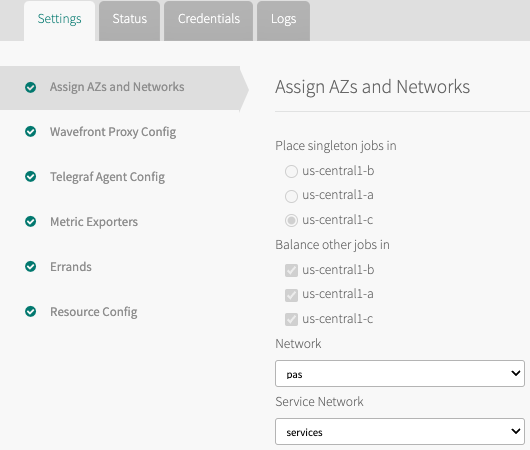 Settings
Status
Credentials
Logs
Assign AZs and Networks
Wavefront Proxy Config
Telegraf Agent Config
Metric Exporters
Errands
Resource Config
Assign AZs and Networks
Place singleton jobs in
us-central1-b
us-central1-a
us-central1-c
Balance other jobs in
us-central1-b
us-central1-a
us-central1-c
Network
pas
Service Network
services